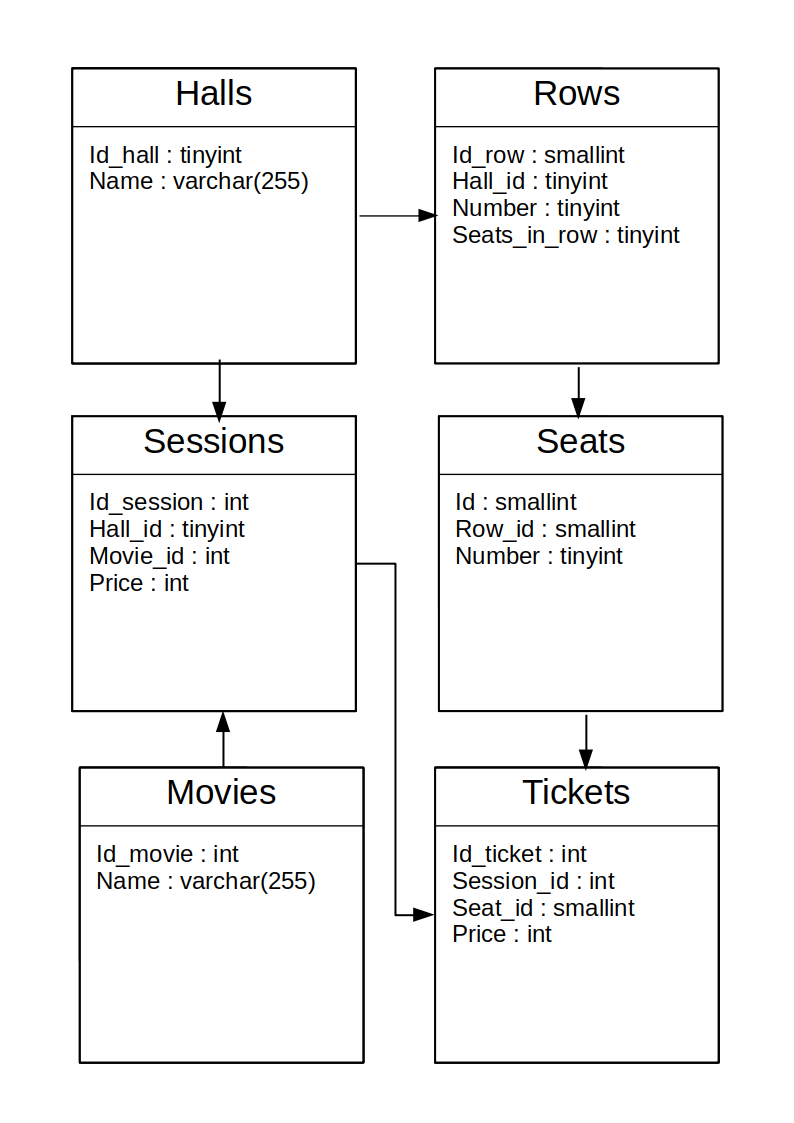 Halls
Id_hall : tinyint
Name : varchar(255)
Rows
Id_row : smallint
Hall_id : tinyint
Number : tinyint
Seats_in_row : tinyint
Sessions
Id_session : int
Hall_id : tinyint
Movie_id : int
Price : int
Seats
Id : smallint
Row_id : smallint
Number : tinyint
Movies
Id_movie : int
Name : varchar(255)
Tickets
Id_ticket : int
Session_id : int
Seat_id : smallint
Price : int